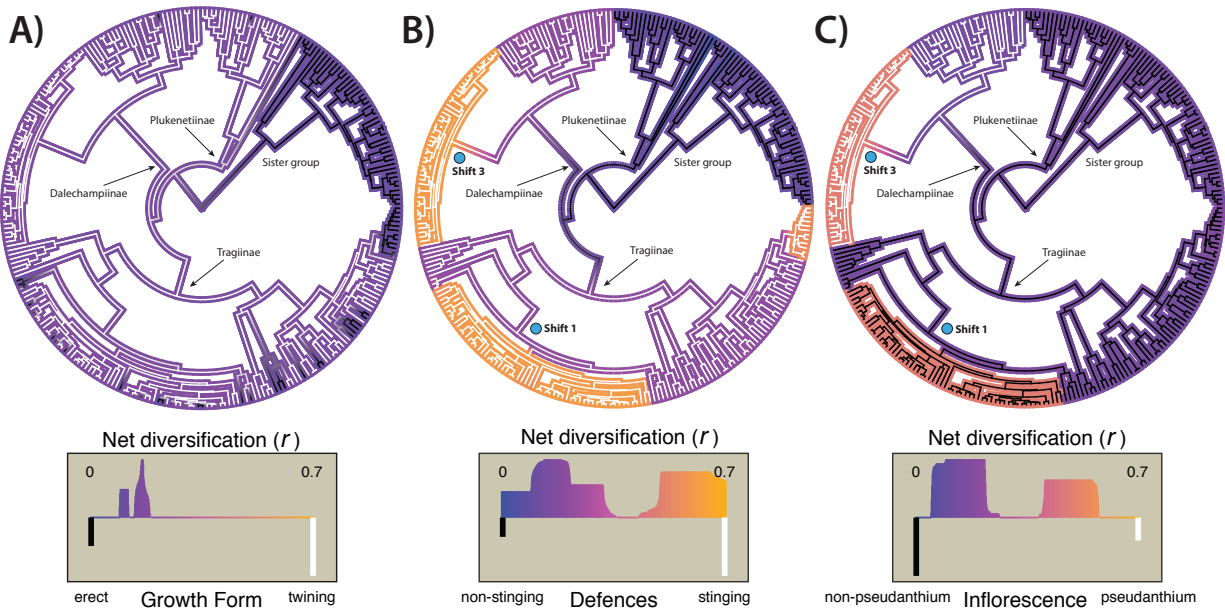 A)
Plukenetiinae
Sister group
Dalechampiinae
Tragiinae
Net diversification (r)
0
0.7
erect
Growth Form
twining
B)
Plukenetiinae
Sister group
Shift 3
Dalechampiinae
Tragiinae
Shift 1
Net diversification (r)
0
0.7
non-stinging
Defences
stinging
C)
Plukenetiinae
Sister group
Shift 3
Dalechampiinae
Tragiinae
Shift 1
Net diversification (r)
0
0.7
non-pseudanthium
Inflorescence
pseudanthium